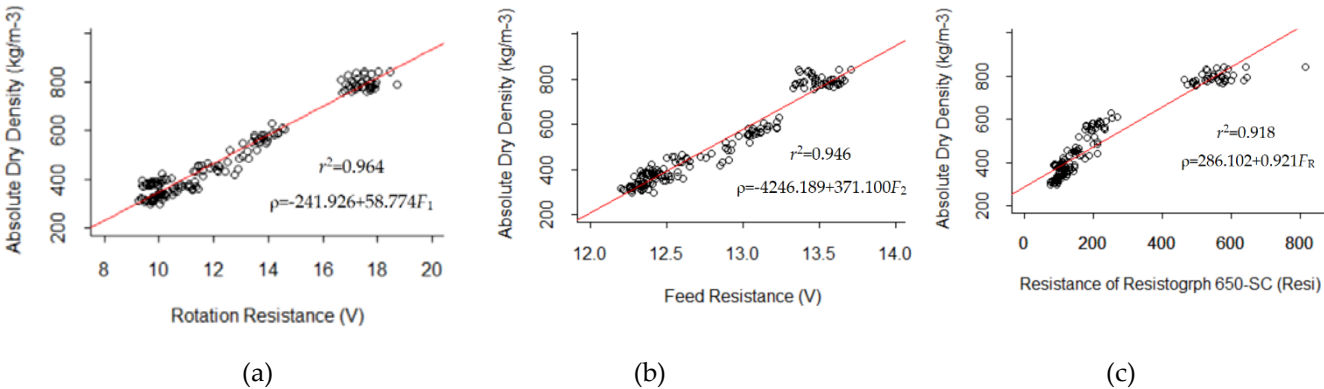 Absolute Dry Density (kg/m-3)
200 400 600 800
r²=0.964
ρ=-241.926+58.774F₁
8 10 12 14 16 18 20
Rotation Resistance (V)
(a)
Absolute Dry Density (kg/m-3)
200 400 600 800
r²=0.946
ρ=-4246.189+371.100F₂
12.0 12.5 13.0 13.5 14.0
Feed Resistance (V)
(b)
Absolute Dry Density (kg/m-3)
200 400 600 800
r²=0.918
ρ=286.102+0.921F_R
0 200 400 600 800
Resistance of Resistogrph 650-SC (Resi)
(c)